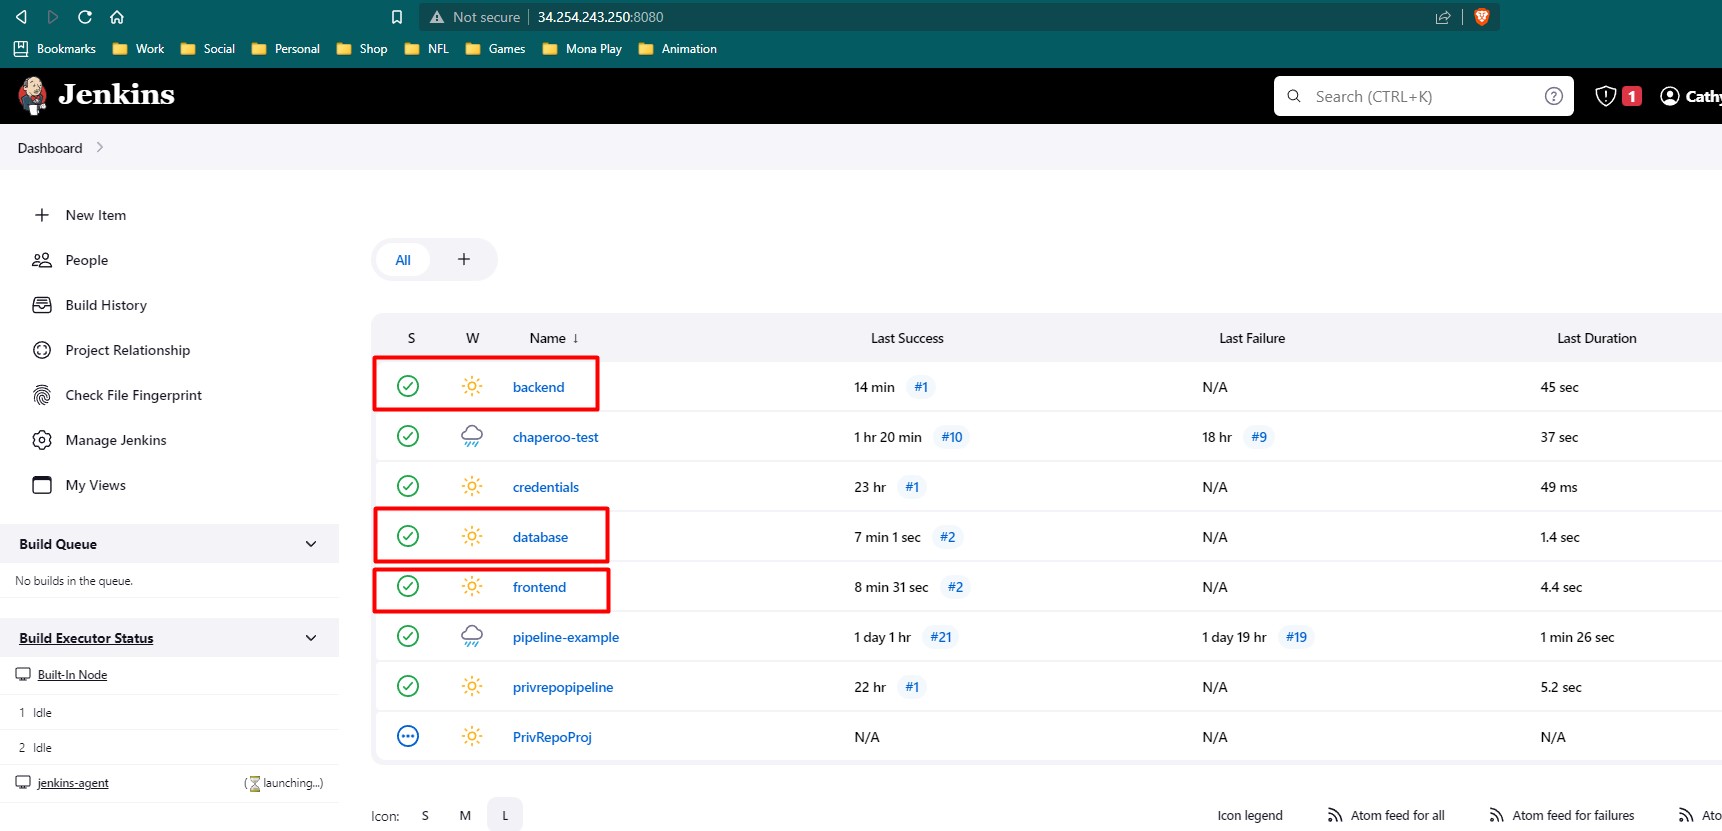 Not secure 34.254.243.250:8080
Bookmarks Work Social Personal Shop NFL Games Mona Play Animation
Jenkins Search (CTRL+K) ? 1 Cathy
Dashboard
New Item
People
Build History
Project Relationship
Check File Fingerprint
Manage Jenkins
My Views
Build Queue
No builds in the queue.
Build Executor Status
Built-In Node
1 Idle
2 Idle
jenkins-agent (launching...)
All +
S W Name ↓ Last Success Last Failure Last Duration
backend 14 min #1 N/A 45 sec
chaperoo-test 1 hr 20 min #10 18 hr #9 37 sec
credentials 23 hr #1 N/A 49 ms
database 7 min 1 sec #2 N/A 1.4 sec
frontend 8 min 31 sec #2 N/A 4.4 sec
pipeline-example 1 day 1 hr #21 1 day 19 hr #19 1 min 26 sec
privrepopipeline 22 hr #1 N/A 5.2 sec
PrivRepoProj N/A N/A N/A
Icon: S M L Icon legend Atom feed for all Atom feed for failures Ato